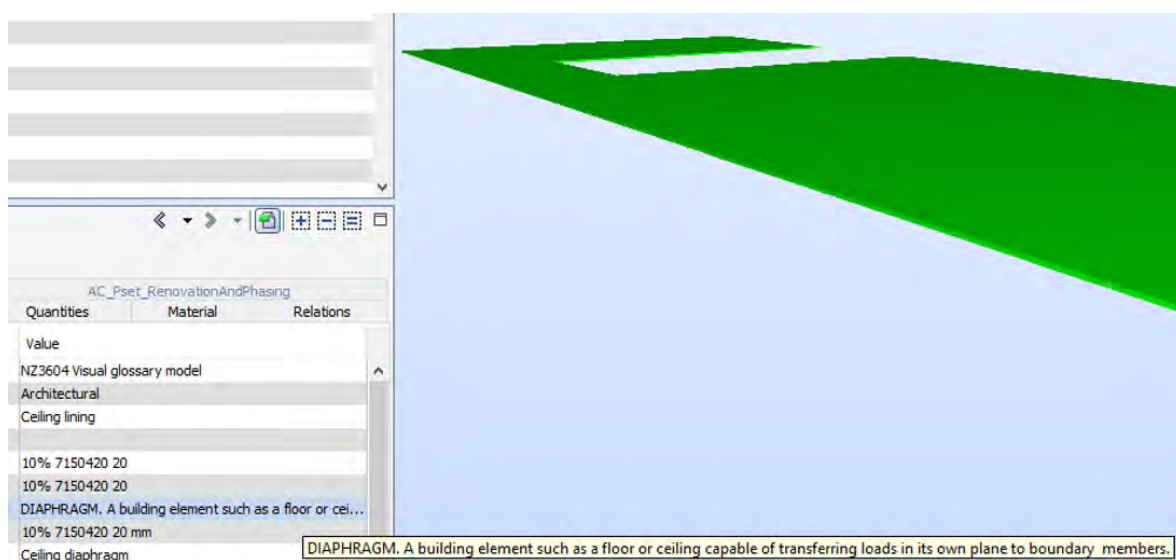 AC_Pset_RenovationAndPhasing
Quantities Material Relations
Value
NZ3604 Visual glossary model
Architectural
Ceiling lining
10% 7150420 20
10% 7150420 20
DIAPHRAGM. A building element such as a floor or cei...
10% 7150420 20 mm
DIAPHRAGM. A building element such as a floor or ceiling capable of transferring loads in its own plane to boundary members.
Ceiling diaphragm